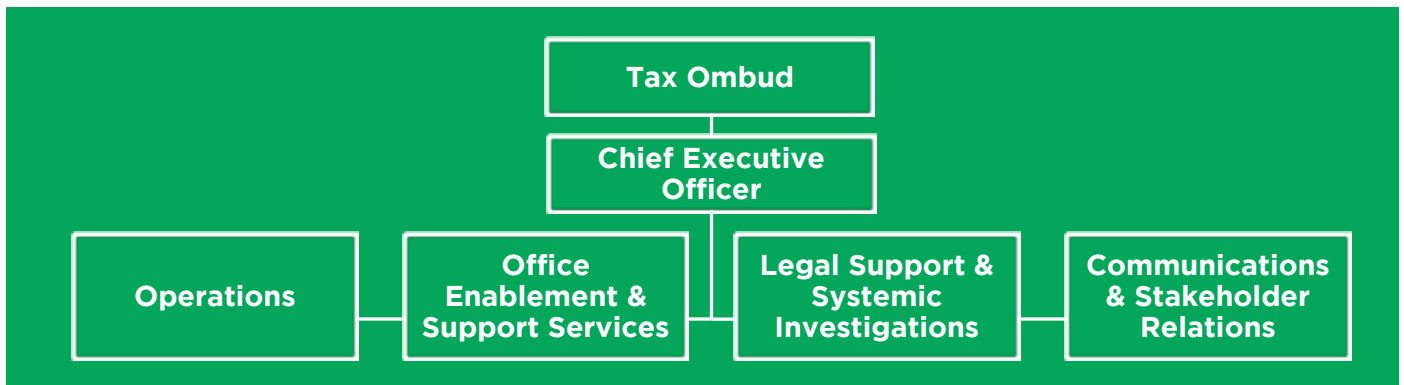 Tax Ombud
Chief Executive
Officer
Operations
Office
Enablement &
Support Services
Legal Support &
Systemic
Investigations
Communications
& Stakeholder
Relations